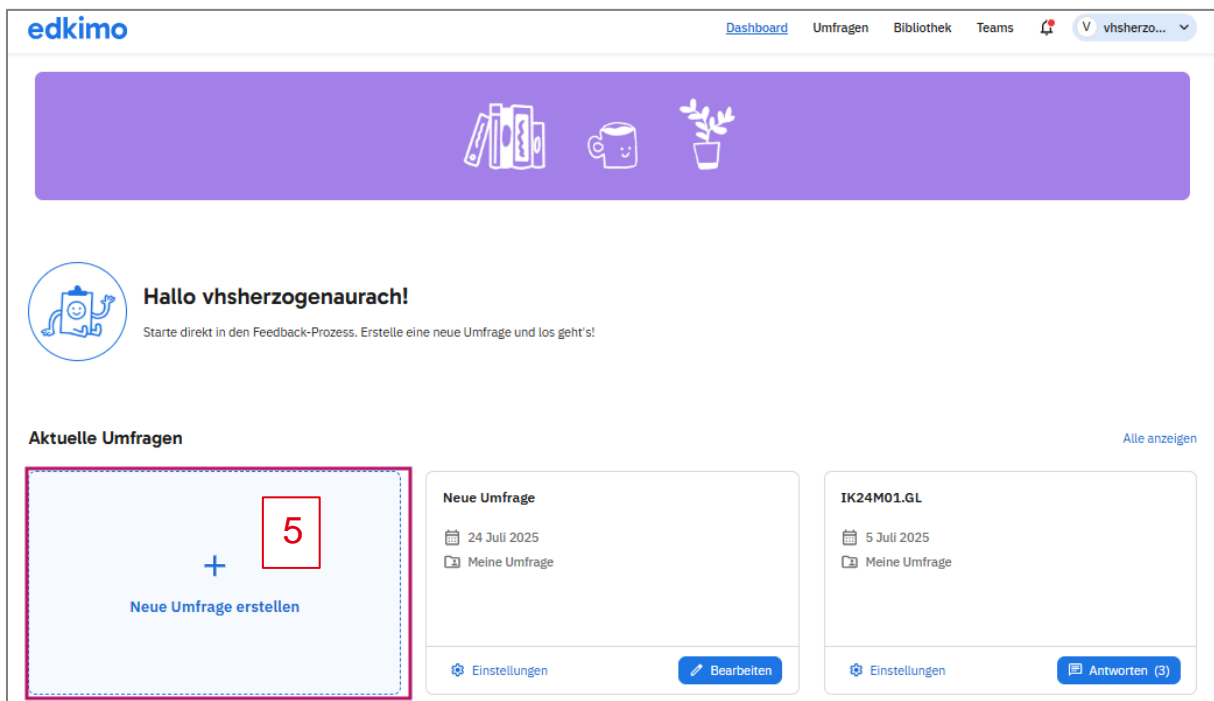 edkimo
Dashboard Umfragen Bibliothek Teams V vhsherzo...
Hallo vhsherzogenaurach!
Starte direkt in den Feedback-Prozess. Erstelle eine neue Umfrage und los geht's!
Aktuelle Umfragen
Alle anzeigen
5
+
Neue Umfrage erstellen
Neue Umfrage
24 Juli 2025
Meine Umfrage
Einstellungen
Bearbeiten
IK24M01.GL
5 Juli 2025
Meine Umfrage
Einstellungen
Antworten (3)